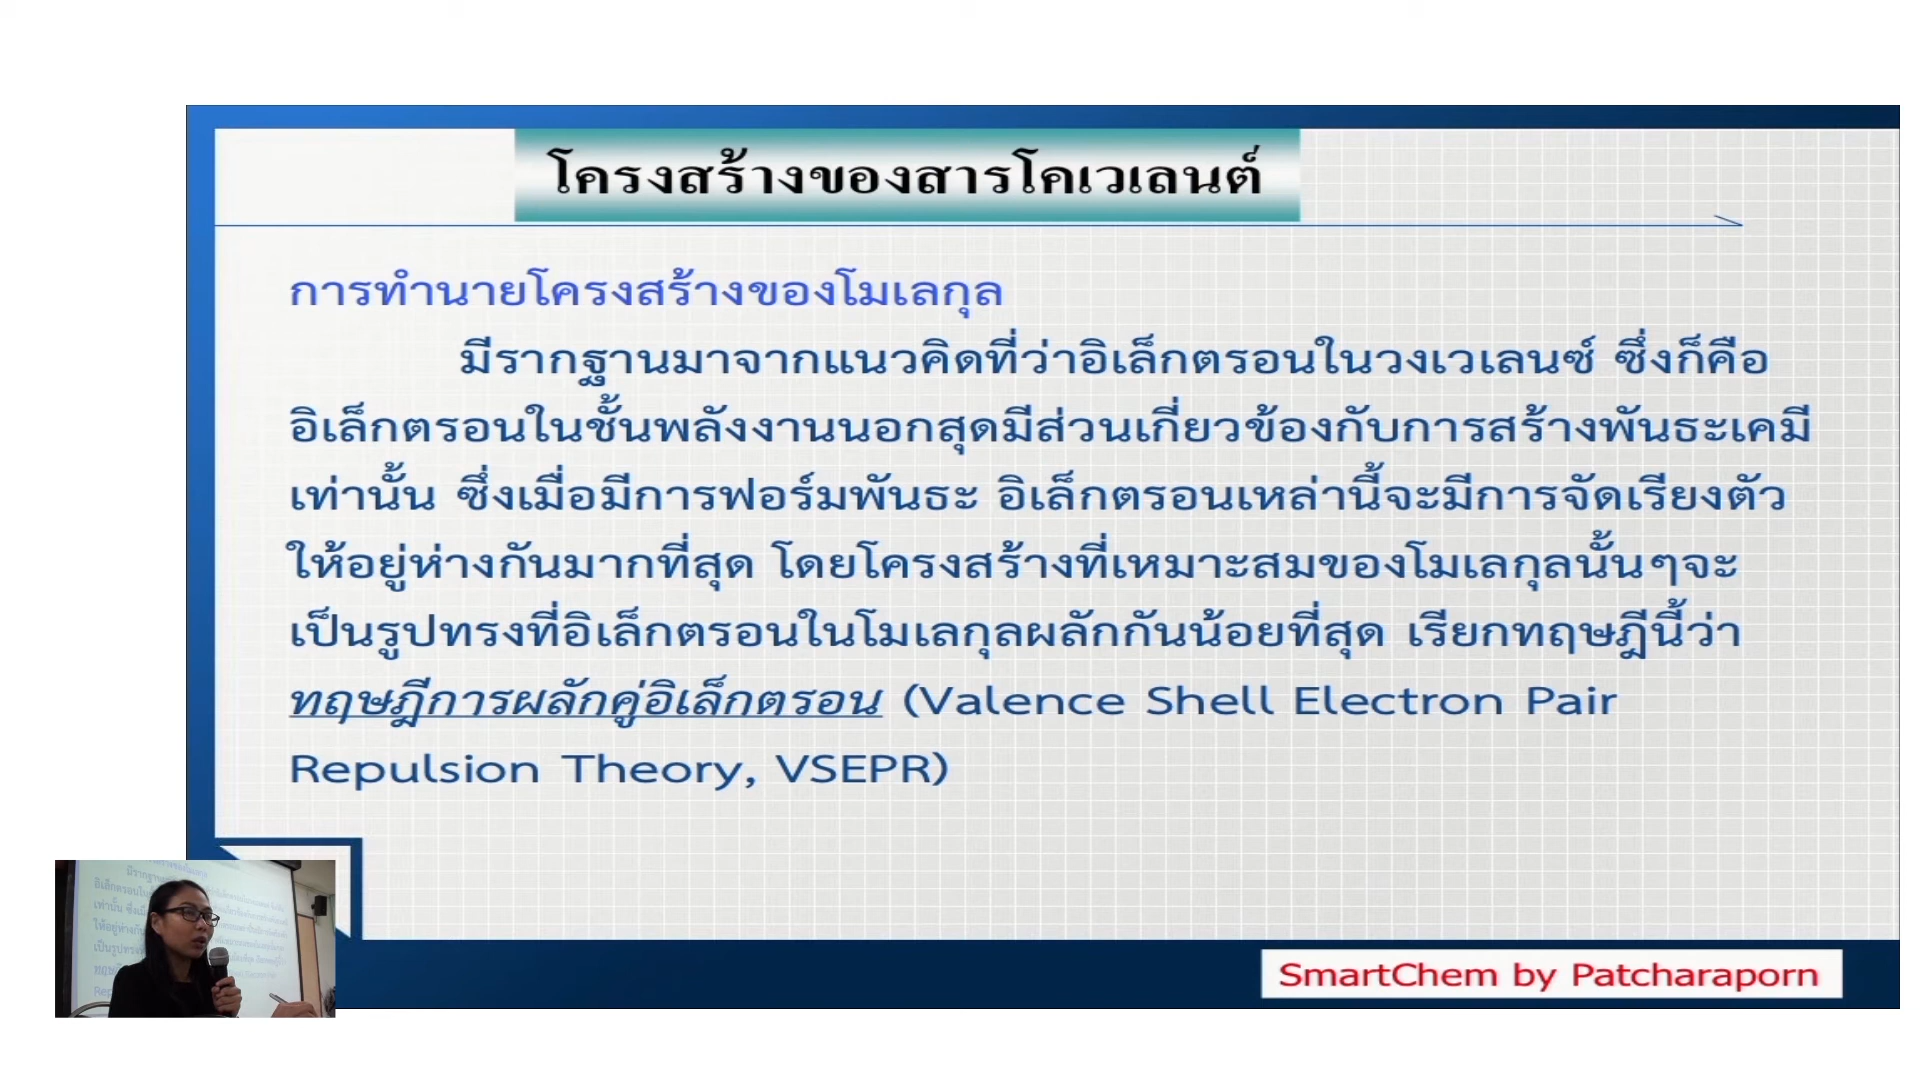 โครงสร้างของสารโคเวเลนต์
การทำนายโครงสร้างของโมเลกุล
มีรากฐานมาจากแนวคิดที่ว่าอิเล็กตรอนในวงเวเลนซ์ ซึ่งก็คือ
อิเล็กตรอนในชั้นพลังงานนอกสุดมีส่วนเกี่ยวข้องกับการสร้างพันธะเคมี
เท่านั้น ซึ่งเมื่อมีการฟอร์มพันธะ อิเล็กตรอนเหล่านี้จะมีการจัดเรียงตัว
ให้อยู่ห่างกันมากที่สุด โดยโครงสร้างที่เหมาะสมของโมเลกุลนั้นๆจะ
เป็นรูปทรงที่อิเล็กตรอนในโมเลกุลผลักกันน้อยที่สุด เรียกทฤษฎีนี้ว่า
ทฤษฎีการผลักคู่อิเล็กตรอน (Valence Shell Electron Pair
Repulsion Theory, VSEPR)
SmartChem by Patcharaporn